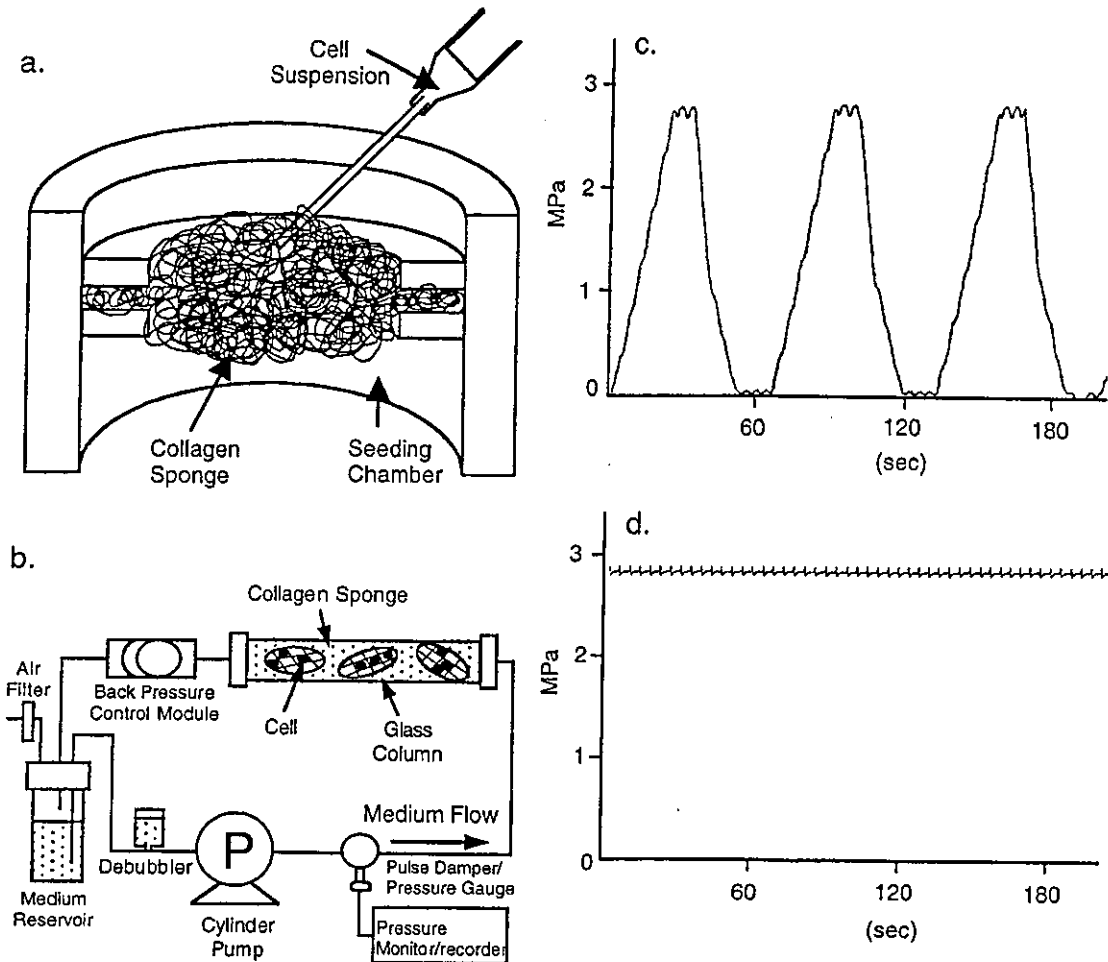 a.
Cell
Suspension
Collagen
Sponge
Seeding
Chamber
b.
Collagen Sponge
Air
Filter
Back Pressure
Control Module
Cell
Glass
Column
Medium Flow
P
Debubbler
Pulse Damper/
Pressure Gauge
Medium
Reservoir
Cylinder
Pump
Pressure
Monitor/recorder
c.
3
2
1
0
MPa
60
120
180
(sec)
d.
3
2
1
0
MPa
60
120
180
(sec)